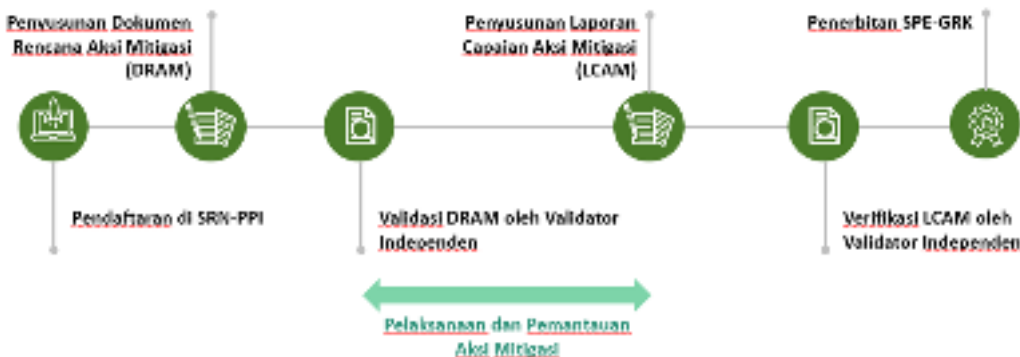 Penyusunan Dokumen
Rencana Aksi Mitigasi
(DRAM)
Penyusunan Laporan
Capaian Aksi Mitigasi
(LCAM)
Penerbitan SPE-GRK
Pendaftaran di SRN-PPI
Validasi DRAM oleh Validator
Independen
Verifikasi LCAM oleh
Validator Independen
Pelaksanaan dan Pemantauan
Aksi Mitigasi